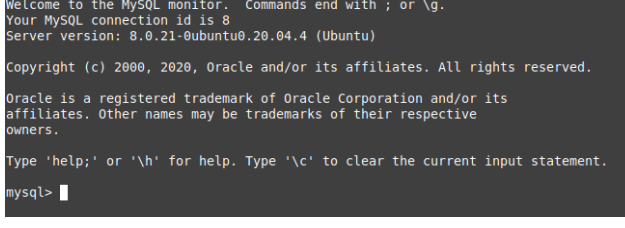 Welcome to the MySQL monitor.  Commands end with ; or \g.
Your MySQL connection id is 8
Server version: 8.0.21-0ubuntu0.20.04.4 (Ubuntu)
Copyright (c) 2000, 2020, Oracle and/or its affiliates. All rights reserved.
Oracle is a registered trademark of Oracle Corporation and/or its
affiliates. Other names may be trademarks of their respective
owners.
Type 'help;' or '\h' for help. Type '\c' to clear the current input statement.
mysql>